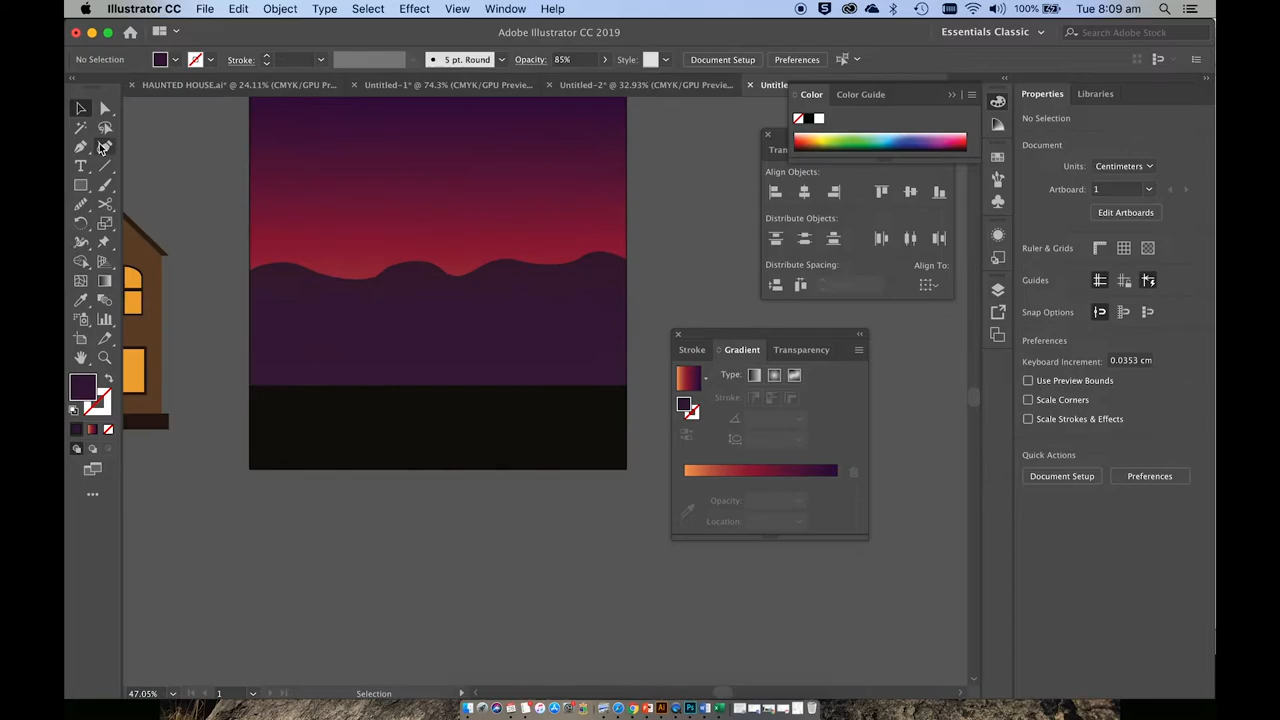 Illustrator CC File Edit Object Type Select Effect View Window Help 100% Tue 8:09 am
Adobe Illustrator CC 2019 Essentials Classic Search Adobe Stock
No Selection Stroke: 5 pt. Round Opacity: 85% Style: Document Setup Preferences
HAUNTED HOUSE.ai* @ 24.11% (CMYK/GPU Pr... Untitled-1* @ 74.3% (CMYK/GPU Previe... Untitled-2* @ 32.93% (CMYK/GPU Previe... Untitle
Color Color Guide
Properties Libraries
No Selection
Document
Units: Centimeters
Artboard: 1
Edit Artboards
Ruler & Grids
Guides
Snap Options
Preferences
Keyboard Increment: 0.0353 cm
Use Preview Bounds
Scale Corners
Scale Strokes & Effects
Quick Actions
Document Setup Preferences
Tran
Align Objects:
Distribute Objects:
Distribute Spacing: Align To:
Stroke Gradient Transparency
Type:
Stroke:
Opacity:
Location:
T
47.05% 1 Selection